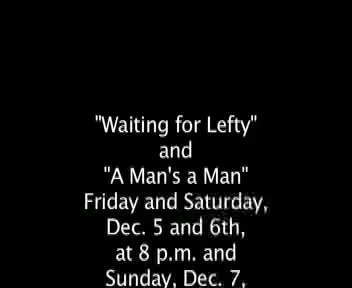 "Waiting for Lefty"
and
"A Man's a Man"
Friday and Saturday,
Dec. 5 and 6th,
at 8 p.m. and
Sunday, Dec. 7,